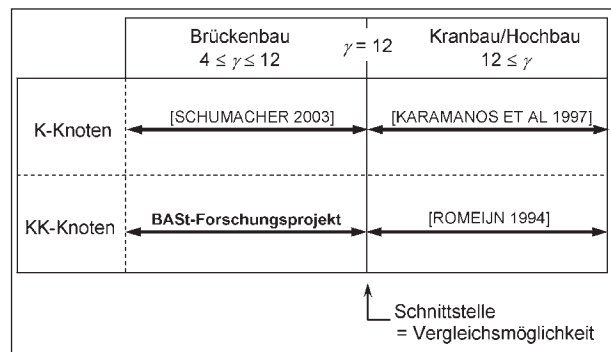 Brückenbau
4 ≤ γ ≤ 12
γ = 12
Kranbau/Hochbau
12 ≤ γ
K-Knoten
[SCHUMACHER 2003]
[KARAMANOS ET AL 1997]
KK-Knoten
BASt-Forschungsprojekt
[ROMEIJN 1994]
Schnittstelle
= Vergleichsmöglichkeit